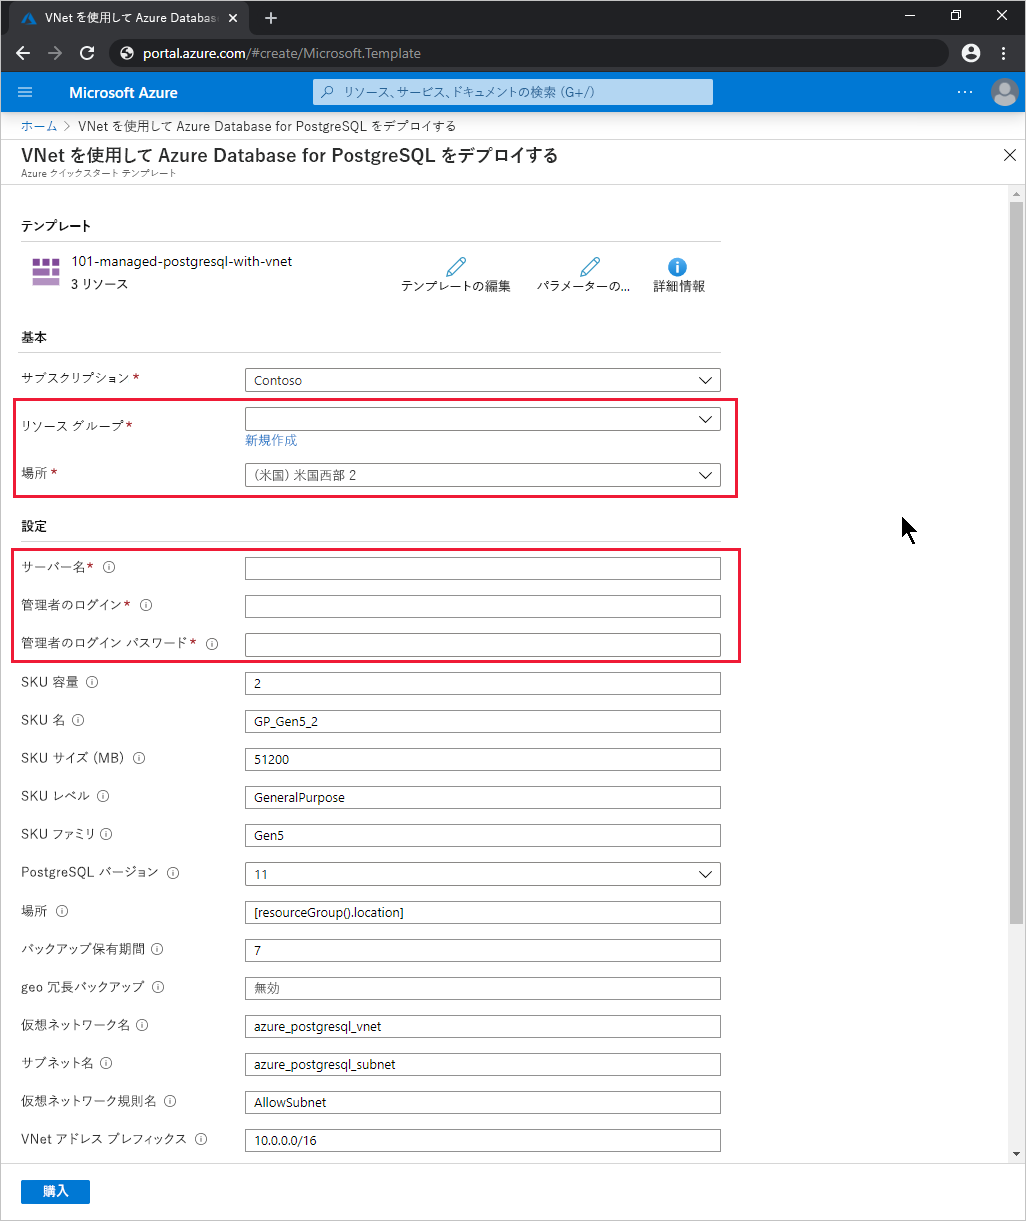 VNet を使用して Azure Databas
portal.azure.com/#create/Microsoft.Template
Microsoft Azure
リソース、サービス、ドキュメントの検索 (G+/)
ホーム > VNet を使用して Azure Database for PostgreSQL をデプロイする
VNet を使用して Azure Database for PostgreSQL をデプロイする
Azure クイックスタート テンプレート
テンプレート
101-managed-postgresql-with-vnet
3 リソース
テンプレートの編集
パラメーターの...
詳細情報
基本
サブスクリプション *
Contoso
リソース グループ*
新規作成
場所 *
(米国) 米国西部 2
設定
サーバー名*
管理者のログイン*
管理者のログイン パスワード*
SKU 容量
2
SKU 名
GP_Gen5_2
SKU サイズ (MB)
51200
SKU レベル
GeneralPurpose
SKU ファミリ
Gen5
PostgreSQL バージョン
11
場所
[resourceGroup().location]
バックアップ保有期間
7
geo 冗長バックアップ
無効
仮想ネットワーク名
azure_postgresql_vnet
サブネット名
azure_postgresql_subnet
仮想ネットワーク規則名
AllowSubnet
VNet アドレス プレフィックス
10.0.0.0/16
購入